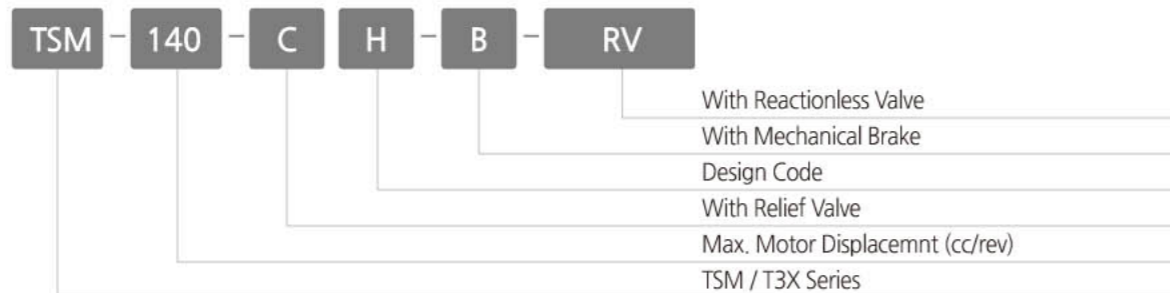 TSM - 140 - C H - B - RV
With Reactionless Valve
With Mechanical Brake
Design Code
With Relief Valve
Max. Motor Displacemnt (cc/rev)
TSM / T3X Series